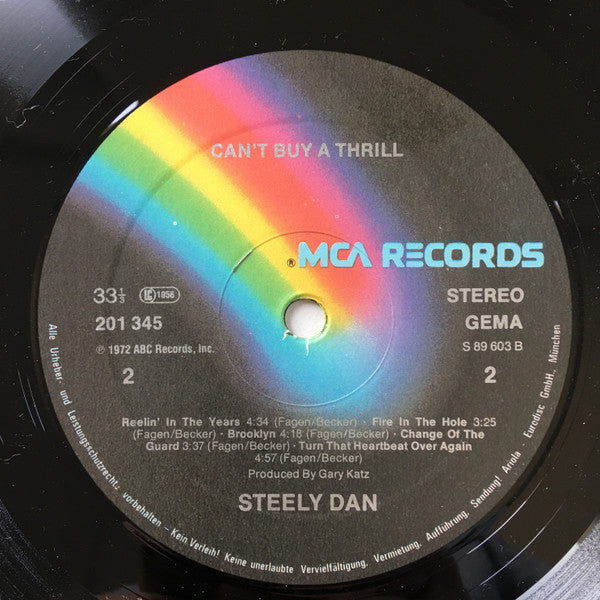 CAN'T BUY A THRILL
® MCA RECORDS
33⅓ LC 1056
201 345
℗ 1972 ABC Records, Inc.
2
STEREO
GEMA
S 89 603 B
2
Reelin' In The Years 4:34 (Fagen/Becker) · Fire In The Hole 3:25
(Fagen/Becker) · Brooklyn 4:18 (Fagen/Becker) · Change Of The
Guard 3:37 (Fagen/Becker) · Turn That Heartbeat Over Again
4:57 (Fagen/Becker)
Produced By Gary Katz
STEELY DAN
Alle Urheber- und Leistungsschutzrechte vorbehalten – Kein Verleih! Keine unerlaubte Vervielfältigung, Vermietung, Aufführung, Sendung! Ariola - Eurodisc GmbH., München